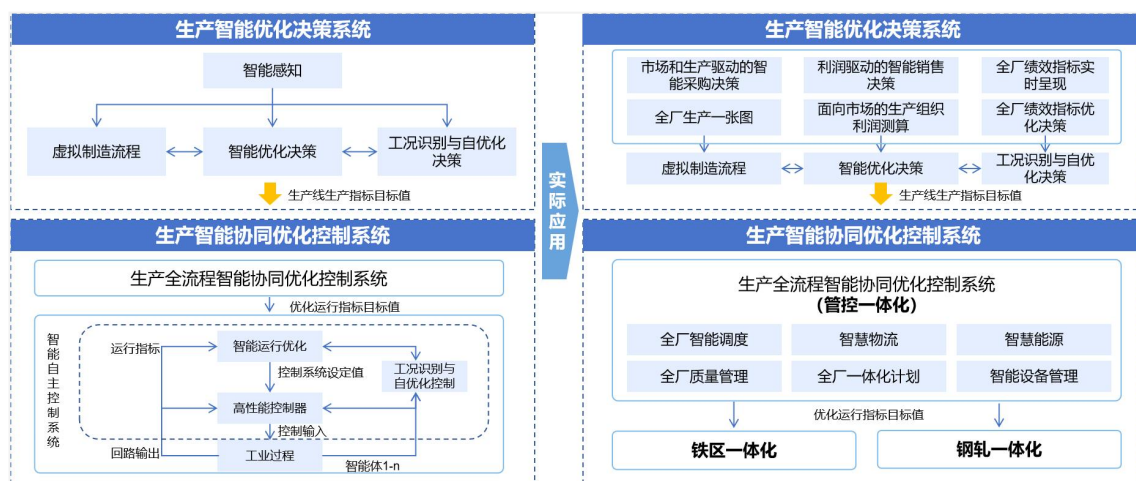 生产智能优化决策系统
智能感知
虚拟制造流程
智能优化决策
工况识别与自优化
决策
生产线生产指标目标值
生产智能协同优化控制系统
生产全流程智能协同优化控制系统
优化运行指标目标值
智能自主控制系统
运行指标
智能运行优化
工况识别与
自优化控制
控制系统设定值
高性能控制器
控制输入
回路输出
工业过程
智能体1-n
实际应用
生产智能优化决策系统
市场和生产驱动的智
能采购决策
利润驱动的智能销售
决策
全厂绩效指标实
时呈现
全厂生产一张图
面向市场的生产组织
利润测算
全厂绩效指标优
化决策
虚拟制造流程
智能优化决策
工况识别与自优
化决策
生产线生产指标目标值
生产智能协同优化控制系统
生产全流程智能协同优化控制系统
(管控一体化)
全厂智能调度
智慧物流
智慧能源
全厂质量管理
全厂一体化计划
智能设备管理
优化运行指标目标值
铁区一体化
钢轧一体化